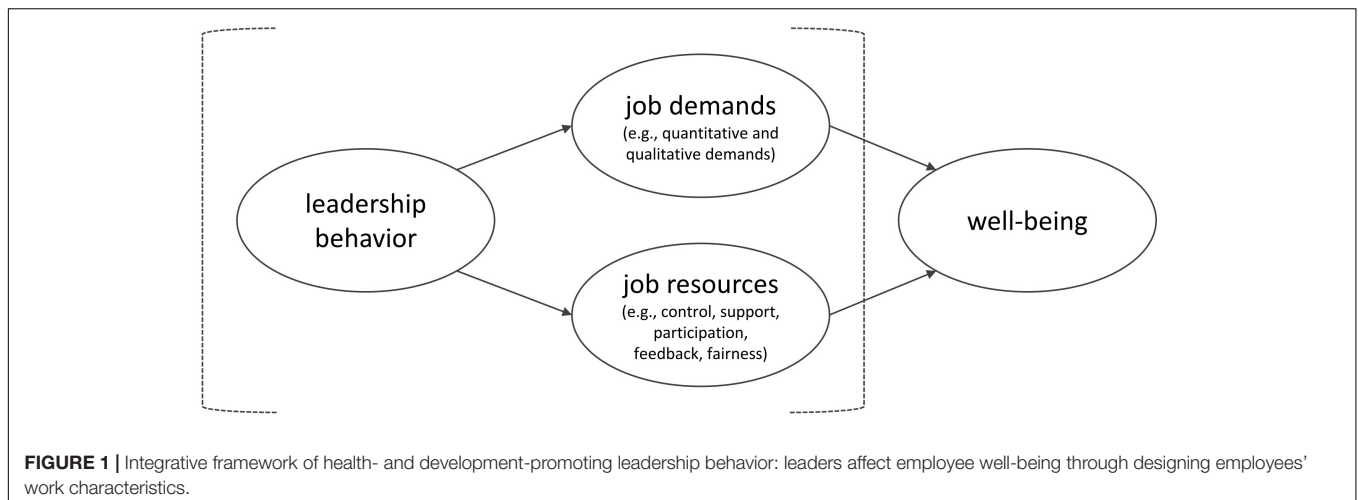 job demands
(e.g., quantitative and
qualitative demands)
leadership
behavior
well-being
job resources
(e.g., control, support,
participation,
feedback, fairness)
FIGURE 1 | Integrative framework of health- and development-promoting leadership behavior: leaders affect employee well-being through designing employees’
work characteristics.